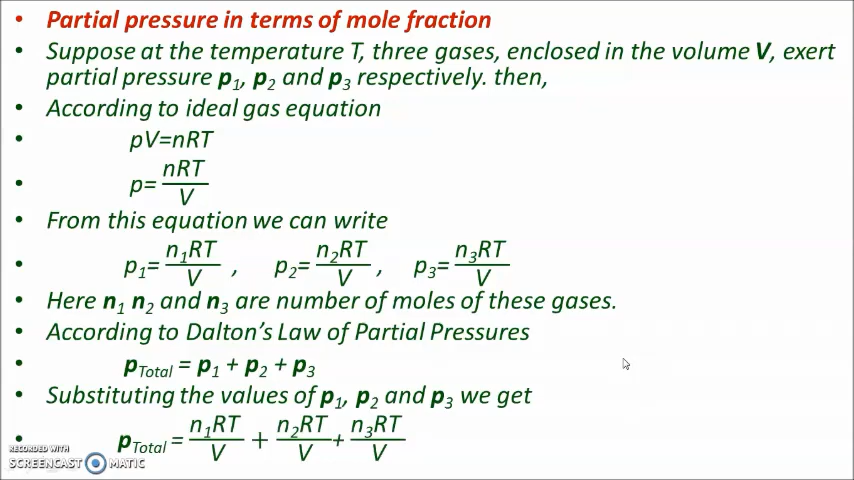 • Partial pressure in terms of mole fraction
• Suppose at the temperature T, three gases, enclosed in the volume V, exert
partial pressure p₁, p₂ and p₃ respectively. then,
• According to ideal gas equation
• pV=nRT
• p= nRT/V
• From this equation we can write
• p₁= n₁RT/V , p₂= n₂RT/V , p₃= n₃RT/V
• Here n₁ n₂ and n₃ are number of moles of these gases.
• According to Dalton’s Law of Partial Pressures
• p_Total = p₁ + p₂ + p₃
• Substituting the values of p₁, p₂ and p₃ we get
• p_Total = n₁RT/V + n₂RT/V + n₃RT/V
RECORDED WITH
SCREENCAST MATIC